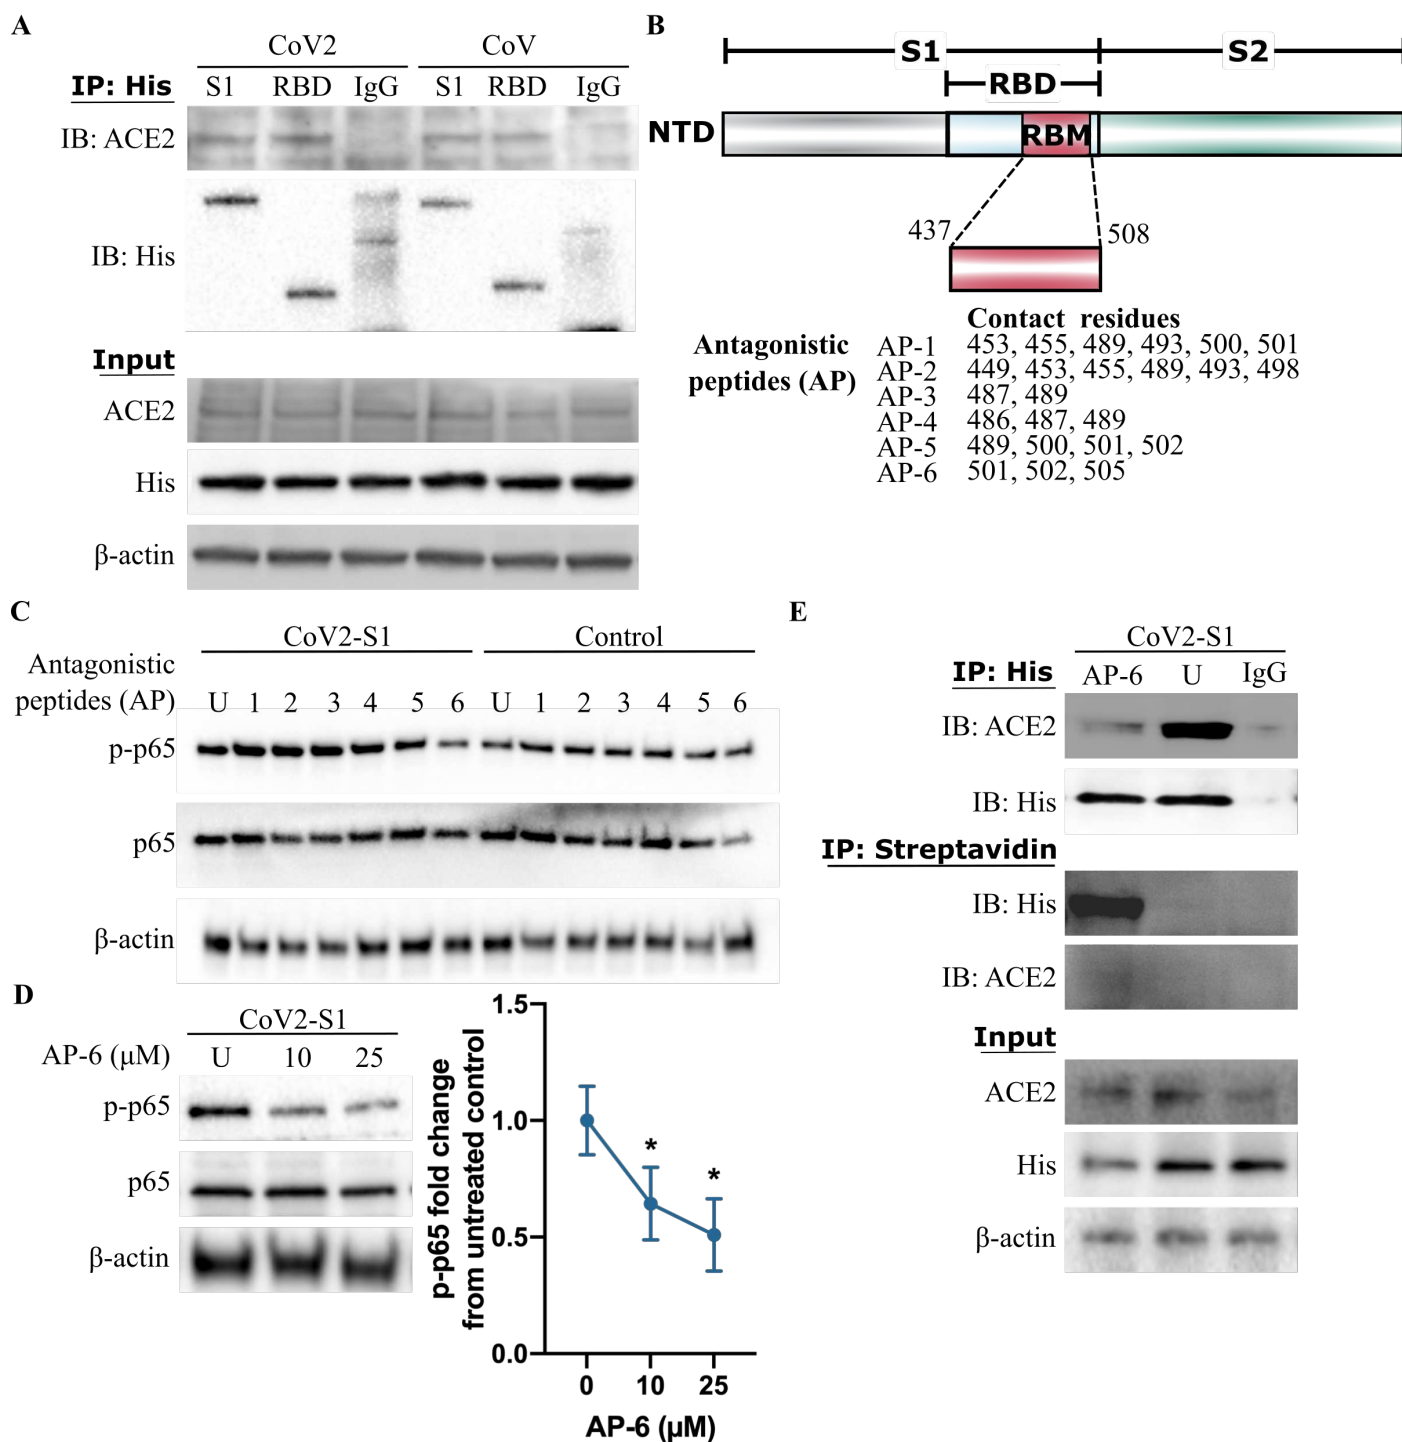 A
CoV2 CoV
IP: His S1 RBD IgG S1 RBD IgG
IB: ACE2
IB: His
Input
ACE2
His
β-actin
B
S1 S2
RBD
NTD RBM
437 508
Contact residues
Antagonistic peptides (AP)
AP-1 453, 455, 489, 493, 500, 501
AP-2 449, 453, 455, 489, 493, 498
AP-3 487, 489
AP-4 486, 487, 489
AP-5 489, 500, 501, 502
AP-6 501, 502, 505
C
CoV2-S1 Control
Antagonistic
peptides (AP) U 1 2 3 4 5 6 U 1 2 3 4 5 6
p-p65
p65
β-actin
D
CoV2-S1
AP-6 (μM) U 10 25
p-p65
p65
β-actin
p-p65 fold change
from untreated control
1.5
1.0
0.5
0.0
* *
0 10 25
AP-6 (μM)
E
CoV2-S1
IP: His AP-6 U IgG
IB: ACE2
IB: His
IP: Streptavidin
IB: His
IB: ACE2
Input
ACE2
His
β-actin